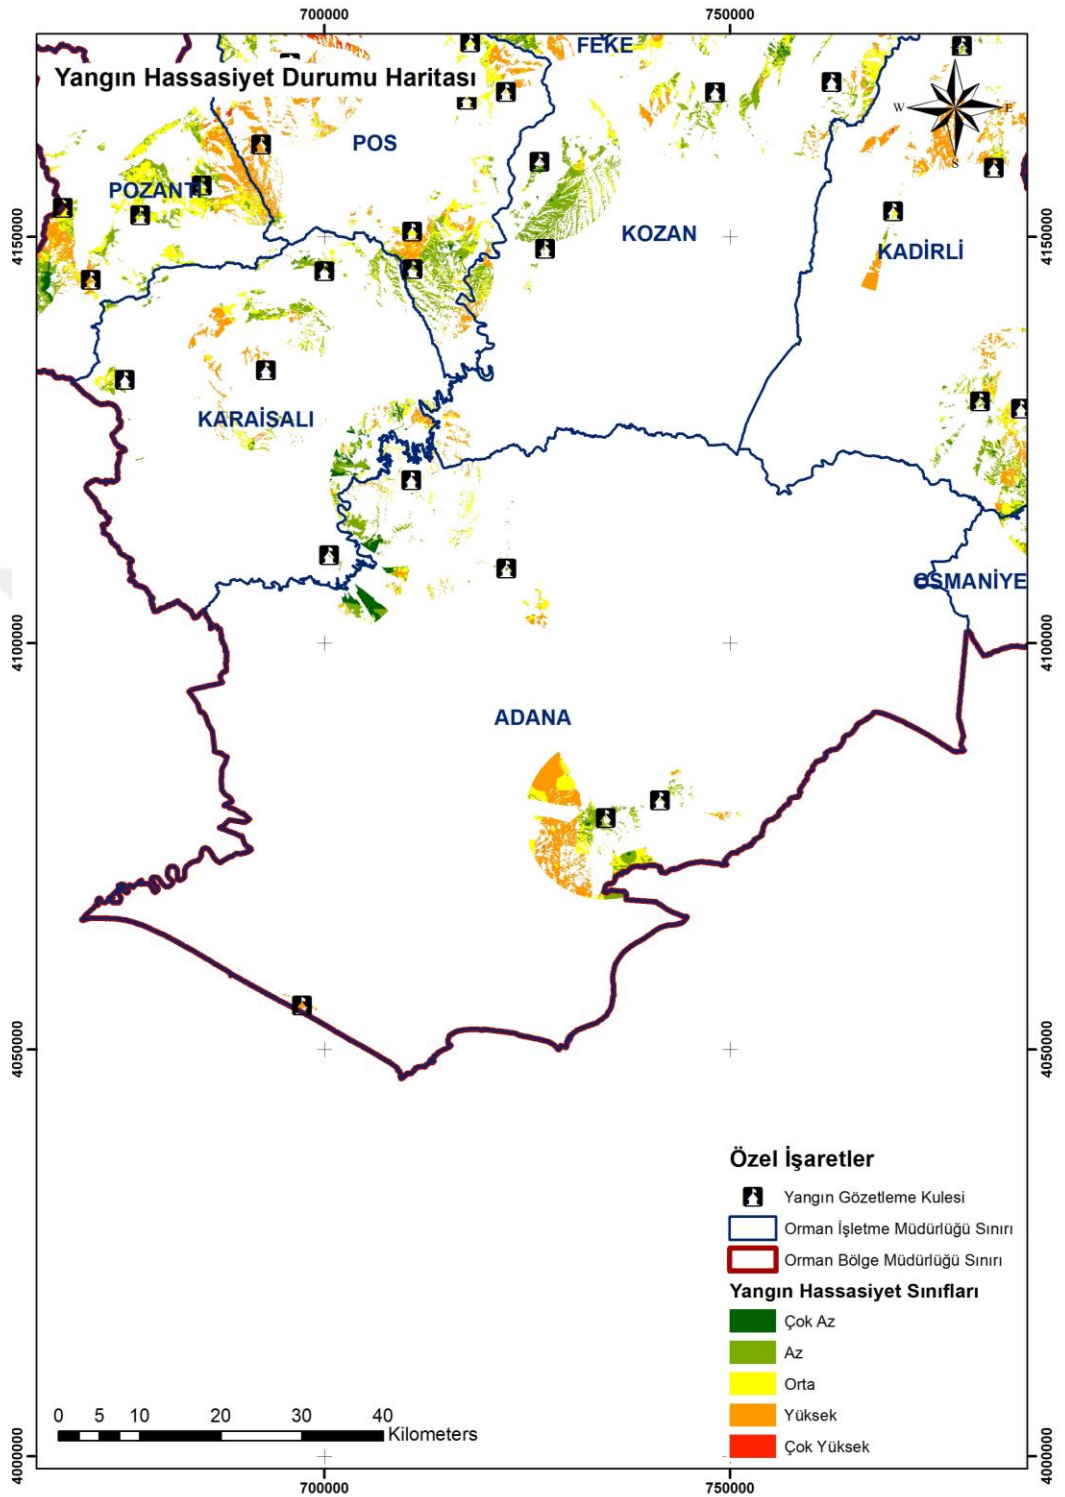 700000
750000
FEKE
Yangın Hassasiyet Durumu Haritası
W
E
S
POS
POZANTI
4150000
4150000
KOZAN
KADİRLİ
KARAİSALI
OSMANİYE
4100000
4100000
ADANA
4050000
4050000
Özel İşaretler
Yangın Gözetleme Kulesi
Orman İşletme Müdürlüğü Sınırı
Orman Bölge Müdürlüğü Sınırı
Yangın Hassasiyet Sınıfları
Çok Az
Az
Orta
Yüksek
Çok Yüksek
0 5 10 20 30 40
Kilometers
4000000
4000000
700000
750000